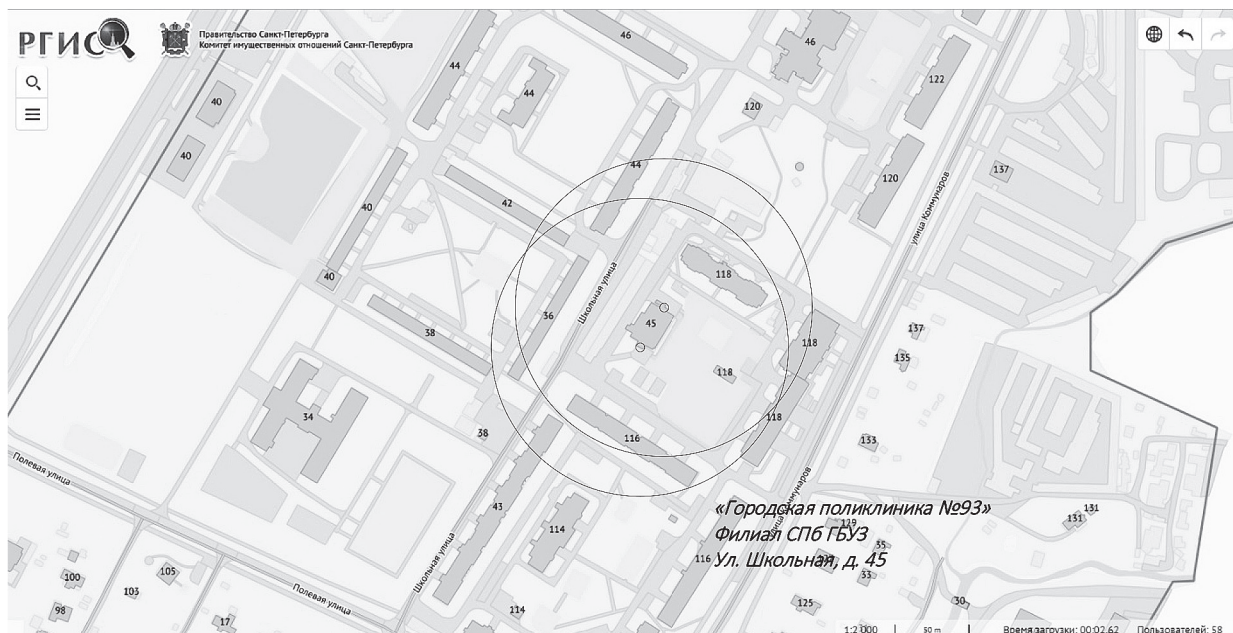 РГИС
Правительство Санкт-Петербурга
Комитет имущественных отношений Санкт-Петербурга
46
46
44
44
122
40
120
40
44
137
120
40
42
улица Коммунаров
118
40
Школьная улица
36
45
137
38
118
135
118
34
118
38
116
133
Полевая улица
43
«Городская поликлиника №93»
Филиал СПб ГБУЗ
Ул. Школьная, д. 45
улица Коммунаров
131
131
129
114
35
116
33
105
100
Школьная улица
103
Полевая улица
98
17
114
125
30
1:2 000
50 m
Время загрузки: 00:02.62
Пользователей: 58